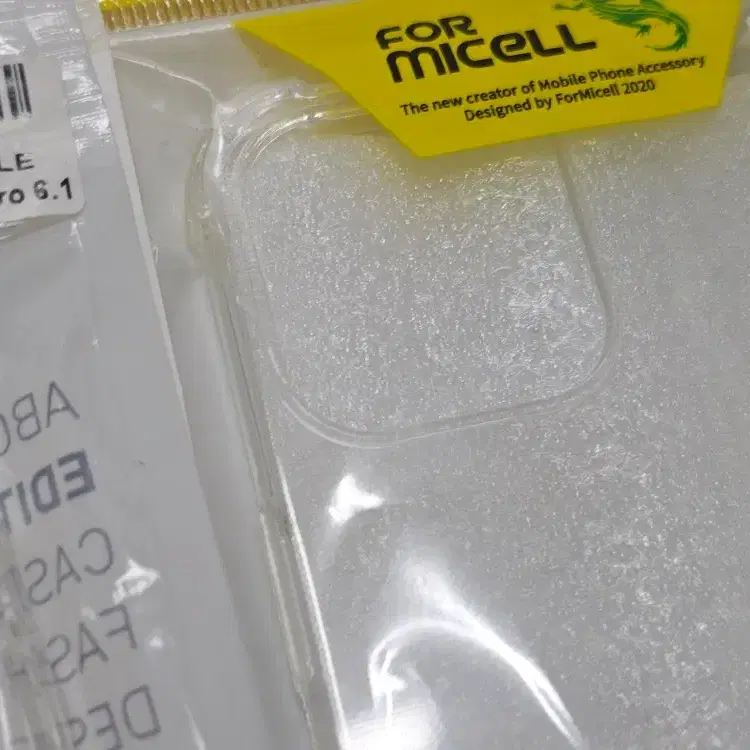 FOR
MICELL
The new creator of Mobile Phone Accessory
Designed by ForMicell 2020
LE
ro 6.1
ABO
EDIT
CAS
FAS
DES